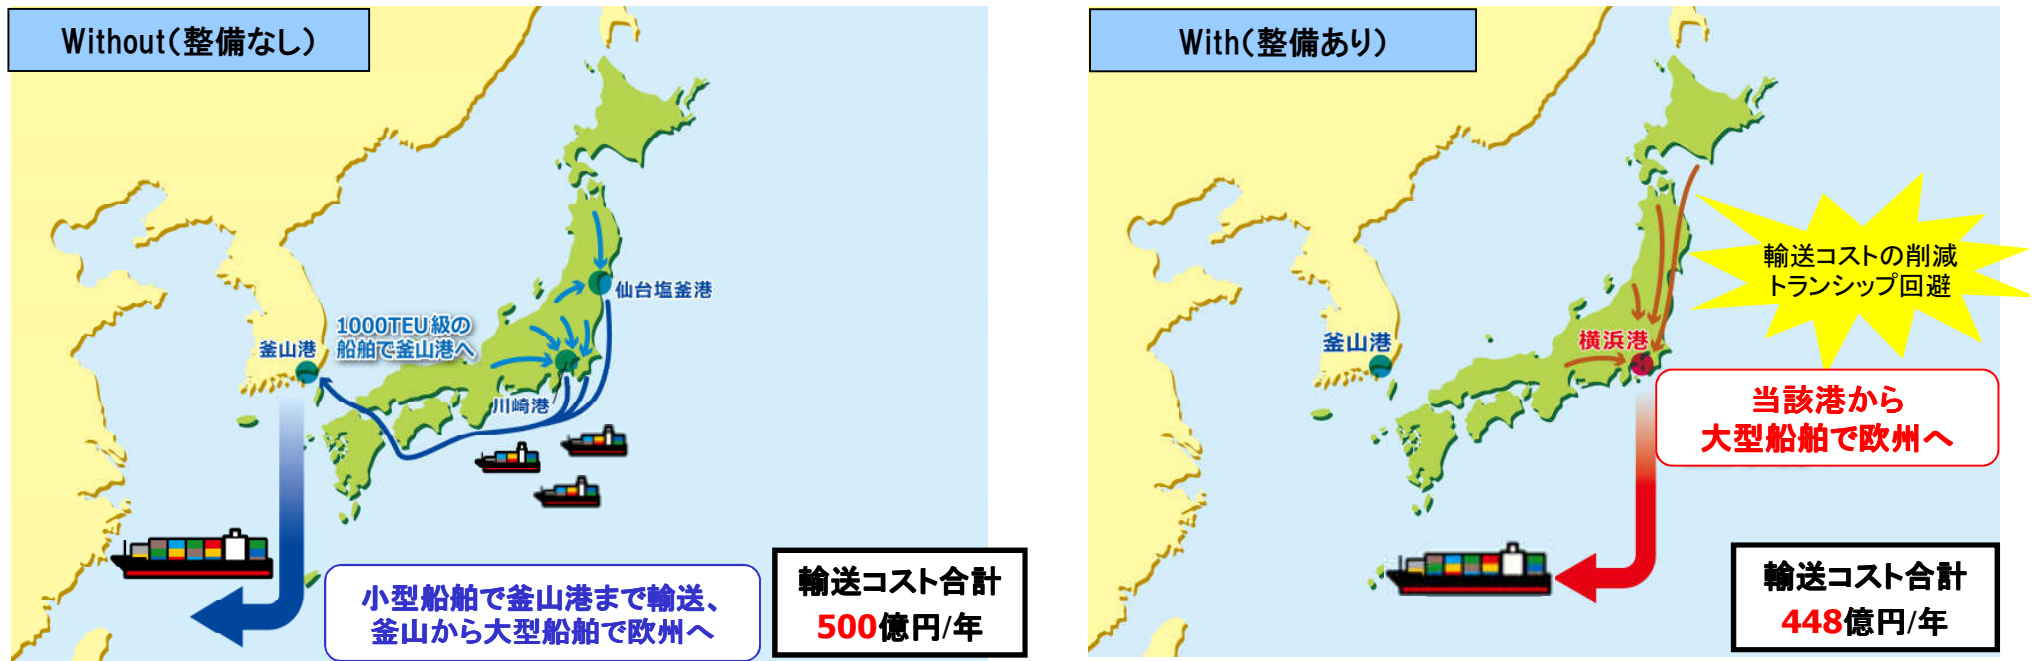 Without(整備なし)
仙台塩釜港
1000TEU級の
船舶で釜山港へ
釜山港
川崎港
小型船舶で釜山港まで輸送、
釜山から大型船舶で欧州へ
輸送コスト合計
500億円/年
With(整備あり)
輸送コストの削減
トランシップ回避
釜山港
横浜港
当該港から
大型船舶で欧州へ
輸送コスト合計
448億円/年